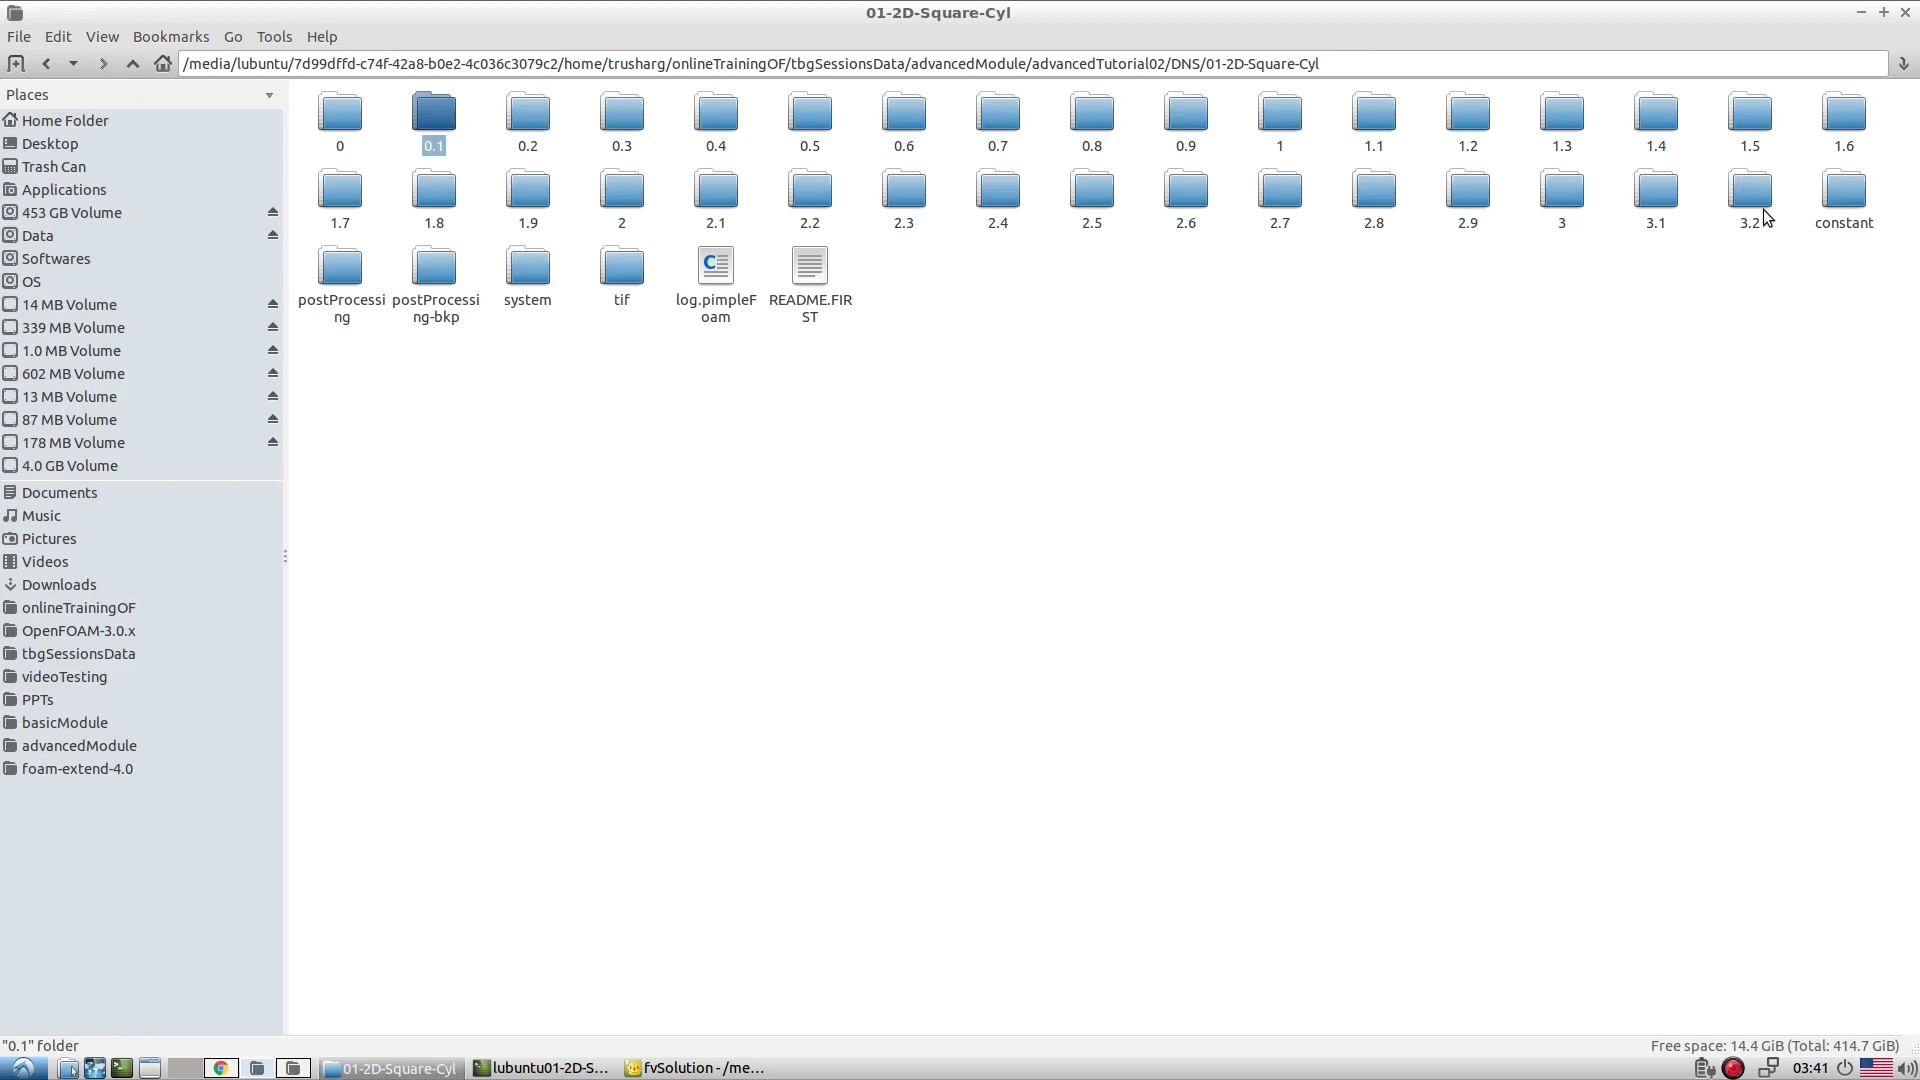 01-2D-Square-Cyl
File Edit View Bookmarks Go Tools Help
/media/lubuntu/7d99dffd-c74f-42a8-b0e2-4c036c3079c2/home/trusharg/onlineTrainingOF/tbgSessionsData/advancedModule/advancedTutorial02/DNS/01-2D-Square-Cyl
Places
Home Folder
Desktop
Trash Can
Applications
453 GB Volume
Data
Softwares
OS
14 MB Volume
339 MB Volume
1.0 MB Volume
602 MB Volume
13 MB Volume
87 MB Volume
178 MB Volume
4.0 GB Volume
Documents
Music
Pictures
Videos
Downloads
onlineTrainingOF
OpenFOAM-3.0.x
tbgSessionsData
videoTesting
PPTs
basicModule
advancedModule
foam-extend-4.0
0 0.1 0.2 0.3 0.4 0.5 0.6 0.7 0.8 0.9 1 1.1 1.2 1.3 1.4 1.5 1.6
1.7 1.8 1.9 2 2.1 2.2 2.3 2.4 2.5 2.6 2.7 2.8 2.9 3 3.1 3.2 constant
postProcessi postProcessi system tif log.pimpleF README.FIR
ng ng-bkp oam ST
"0.1" folder
Free space: 14.4 GiB (Total: 414.7 GiB)
01-2D-Square-Cyl lubuntu01-2D-S... fvSolution - /me... 03:41